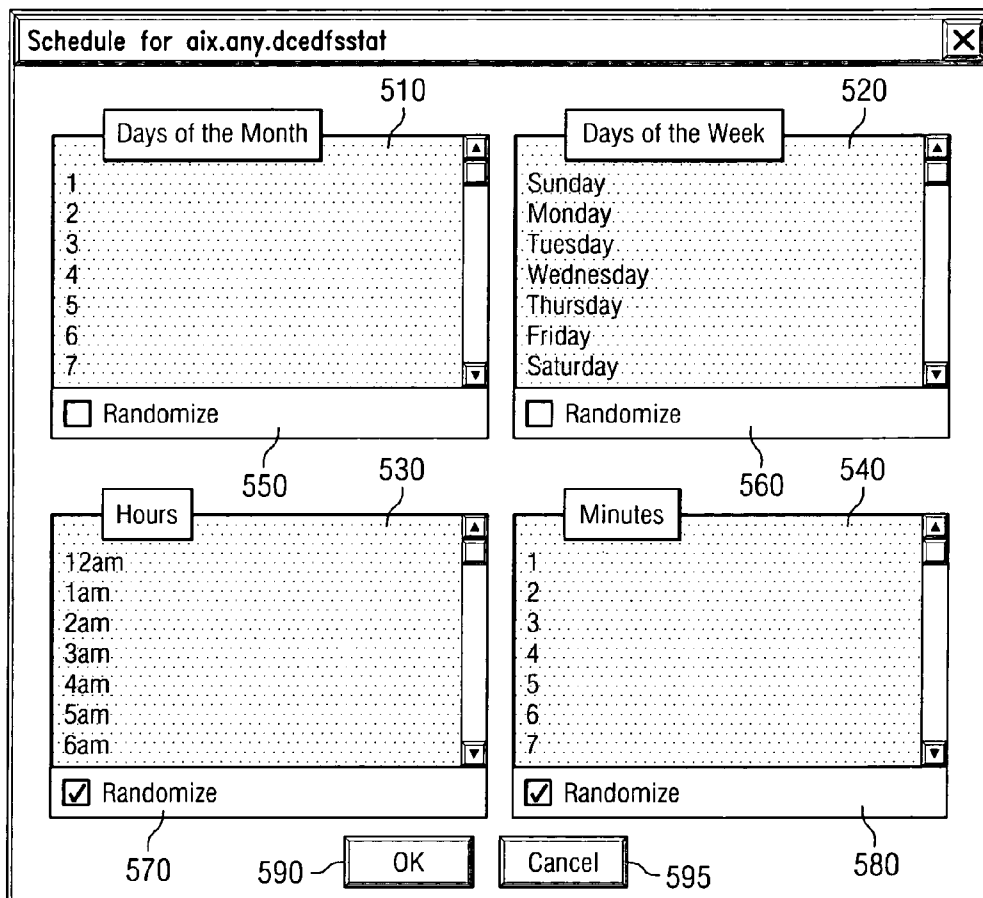 Schedule for aix.any.dcedfsstat
510
520
Days of the Month
1
2
3
4
5
6
7
Randomize
550
Days of the Week
Sunday
Monday
Tuesday
Wednesday
Thursday
Friday
Saturday
Randomize
560
530
540
Hours
12am
1am
2am
3am
4am
5am
6am
Randomize
570
Minutes
1
2
3
4
5
6
7
Randomize
580
590
OK
Cancel
595